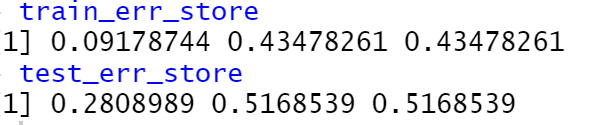 train_err_store
[1] 0.09178744 0.43478261 0.43478261
test_err_store
[1] 0.2808989 0.5168539 0.5168539